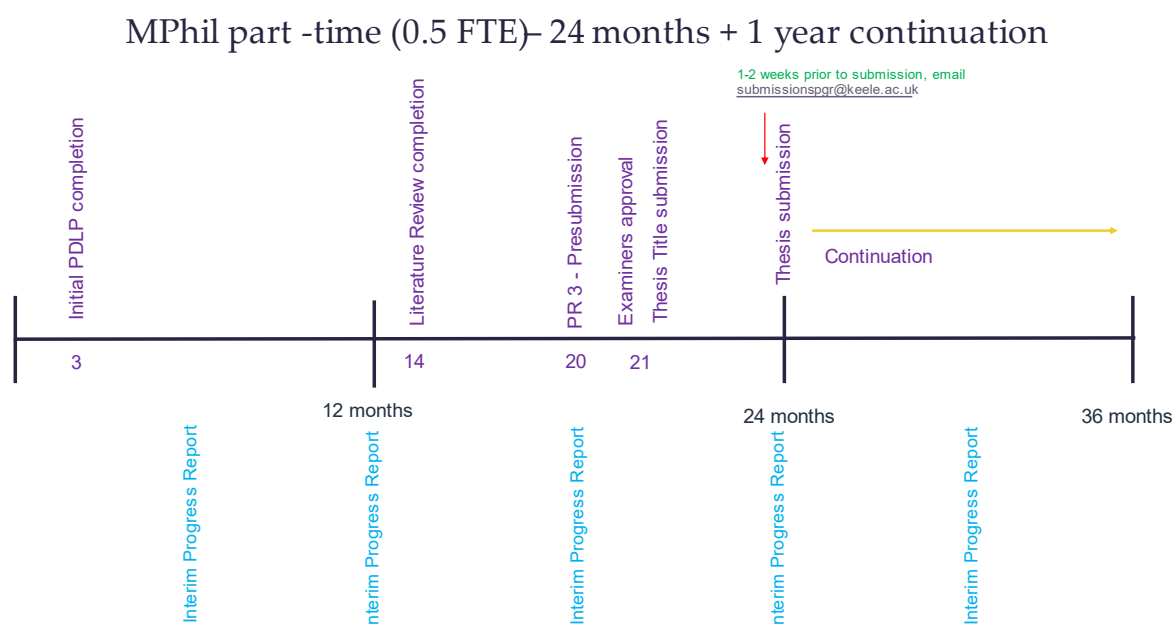 MPhil part -time (0.5 FTE)– 24 months + 1 year continuation
1-2 weeks prior to submission, email
submissionspgr@keele.ac.uk
Initial PDLP completion
Literature Review completion
PR 3 - Presubmission
Examiners approval
Thesis Title submission
Thesis submission
Continuation
3
14
20
21
12 months
24 months
36 months
Interim Progress Report
Interim Progress Report
Interim Progress Report
Interim Progress Report
Interim Progress Report